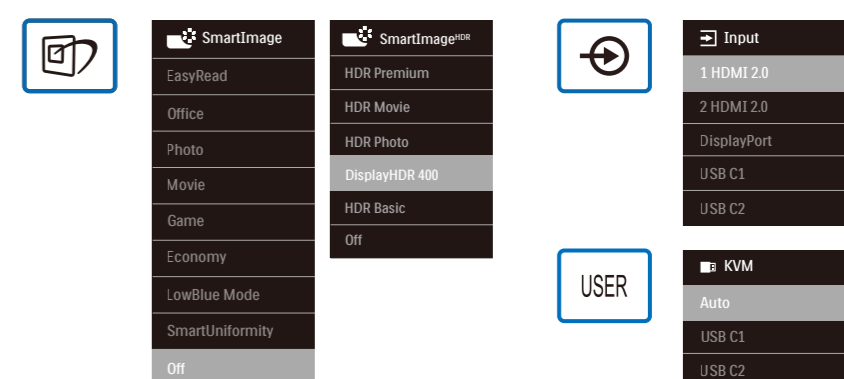 SmartImage
EasyRead
Office
Photo
Movie
Game
Economy
LowBlue Mode
SmartUniformity
Off
SmartImageHDR
HDR Premium
HDR Movie
HDR Photo
DisplayHDR 400
HDR Basic
Off
Input
1 HDMI 2.0
2 HDMI 2.0
DisplayPort
USB C1
USB C2
USER
KVM
Auto
USB C1
USB C2